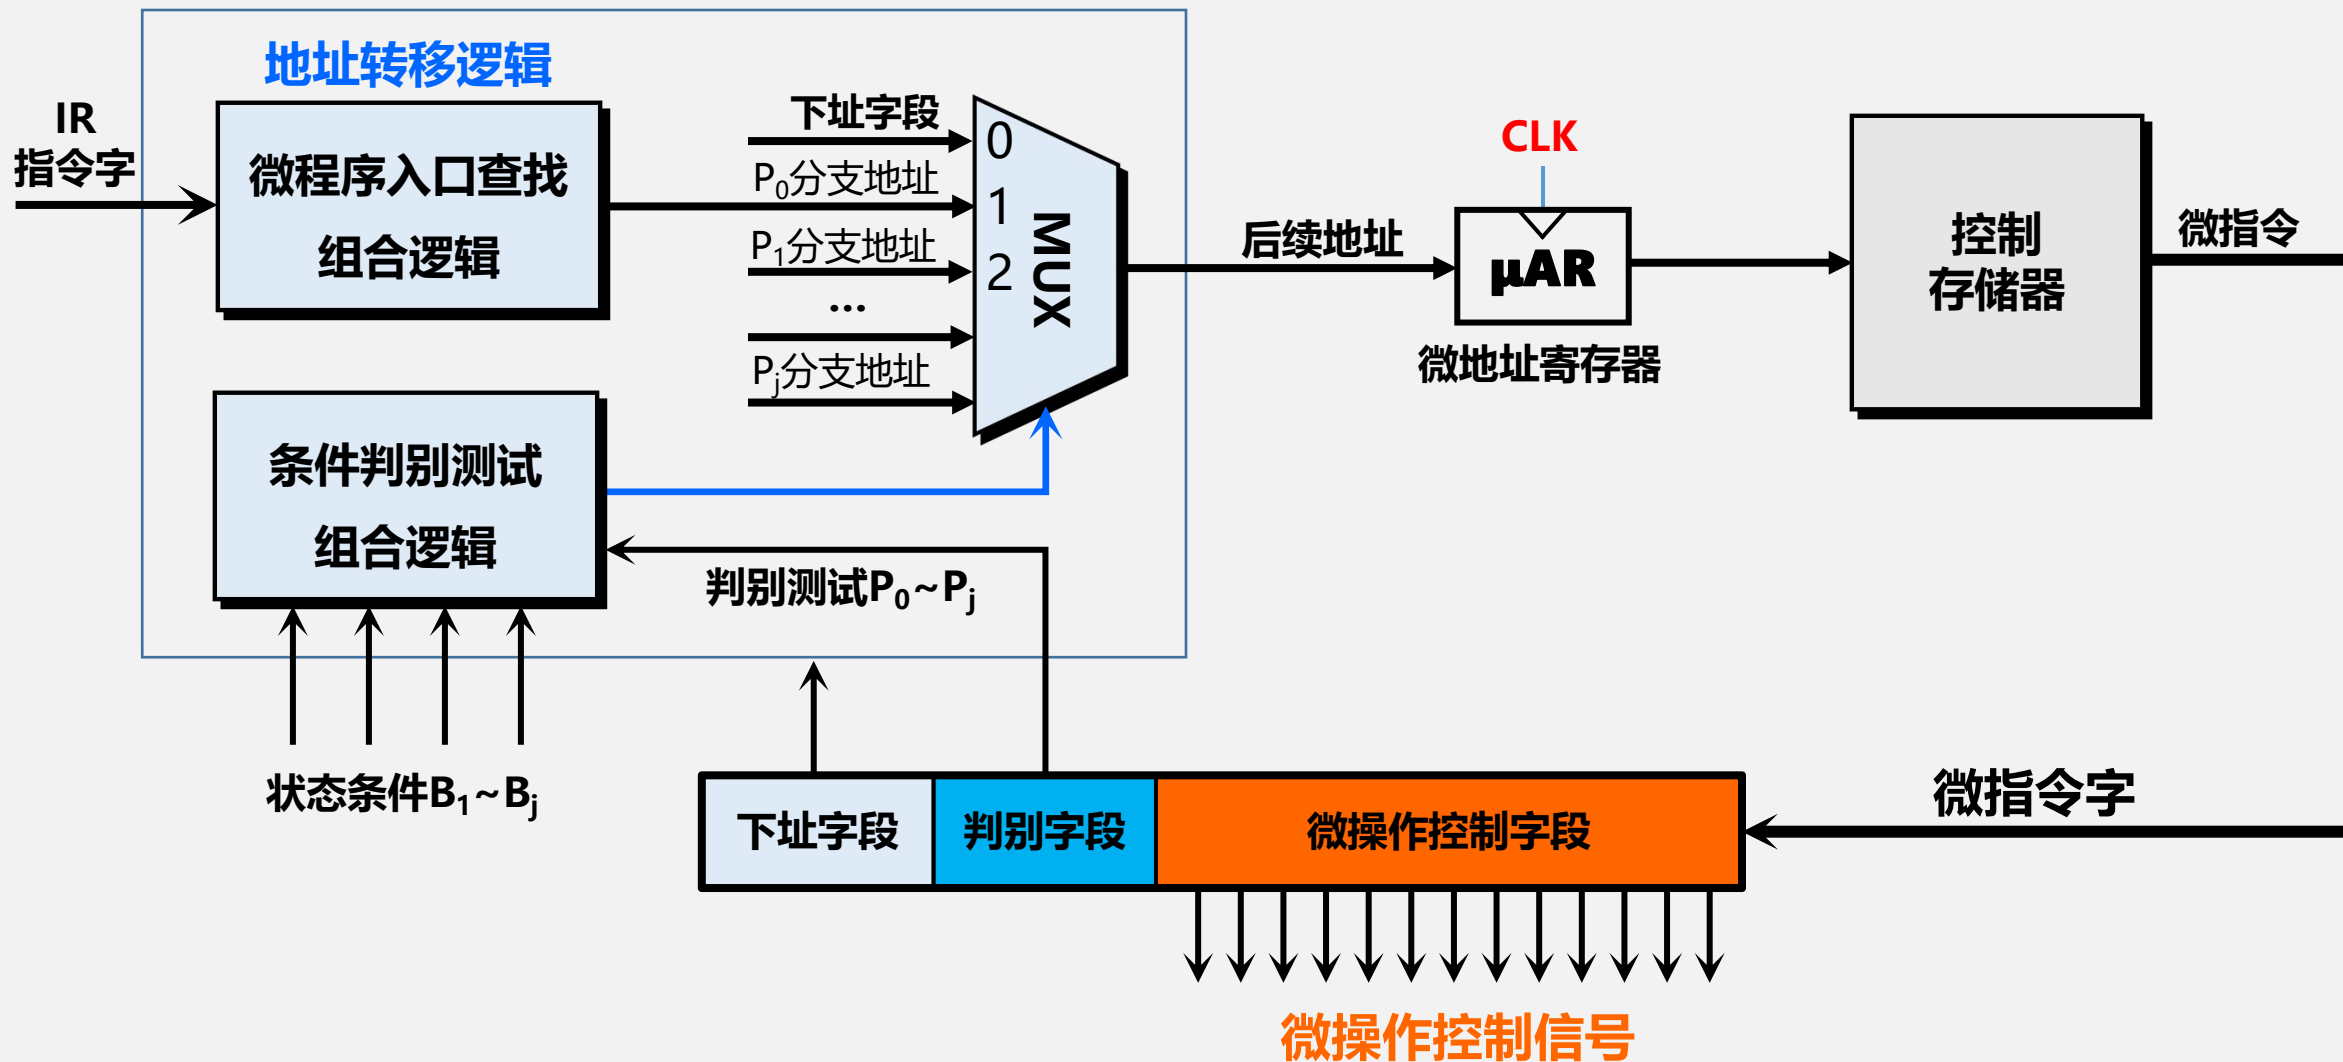 地址转移逻辑
IR
指令字
微程序入口查找
组合逻辑
下址字段
P₀分支地址
P₁分支地址
...
Pⱼ分支地址
0
1
2
MUX
后续地址
CLK
μAR
微地址寄存器
控制
存储器
微指令
条件判别测试
组合逻辑
判别测试P₀~Pⱼ
状态条件B₁~Bⱼ
下址字段
判别字段
微操作控制字段
微指令字
微操作控制信号